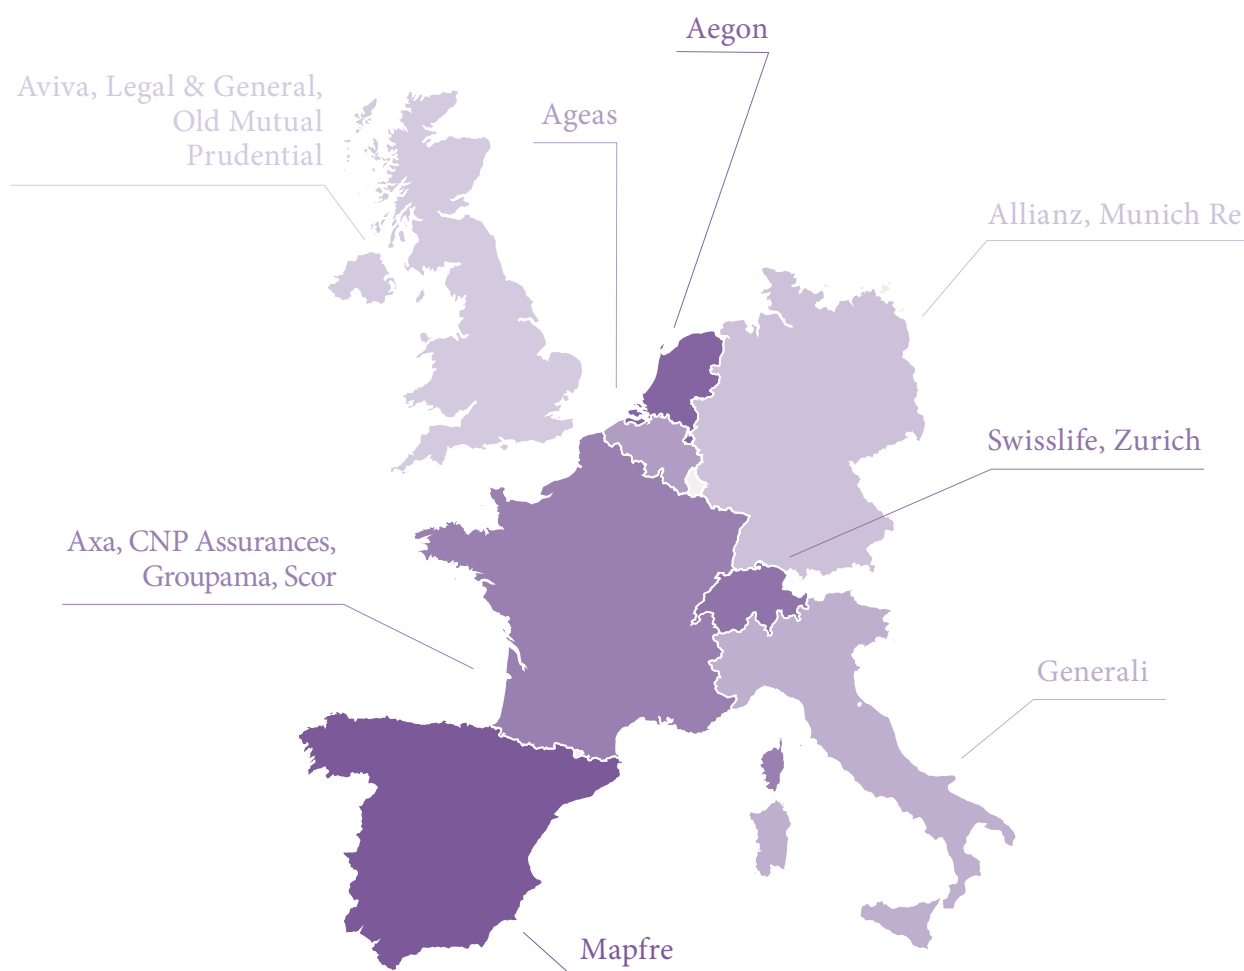 Aegon
Aviva, Legal & General,
Old Mutual
Prudential
Ageas
Allianz, Munich Re
Swisslife, Zurich
Axa, CNP Assurances,
Groupama, Scor
Generali
Mapfre